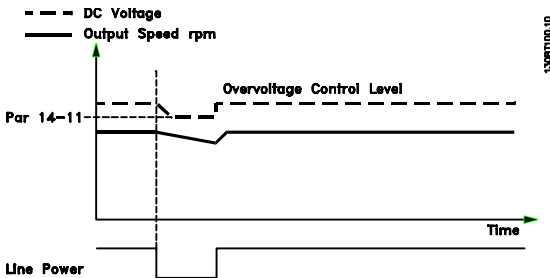 DC Voltage
Output Speed rpm
Overvoltage Control Level
Par 14-11
Time
Line Power
130BT100.10